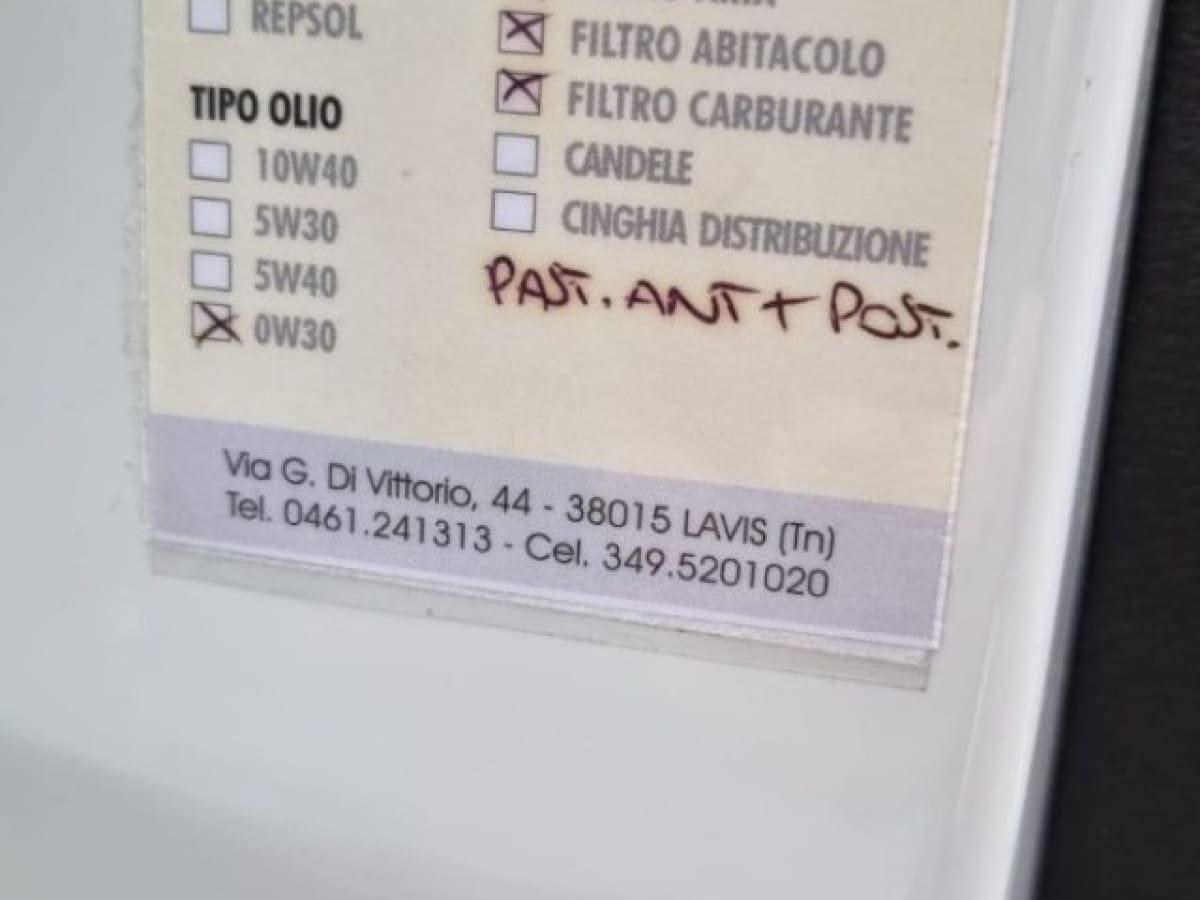 REPSOL
TIPO OLIO
10W40
5W30
5W40
0W30
FILTRO ABITACOLO
FILTRO CARBURANTE
CANDELE
CINGHIA DISTRIBUZIONE
PAST. ANT + POST.
Via G. Di Vittorio, 44 - 38015 LAVIS (Tn)
Tel. 0461.241313 - Cel. 349.5201020